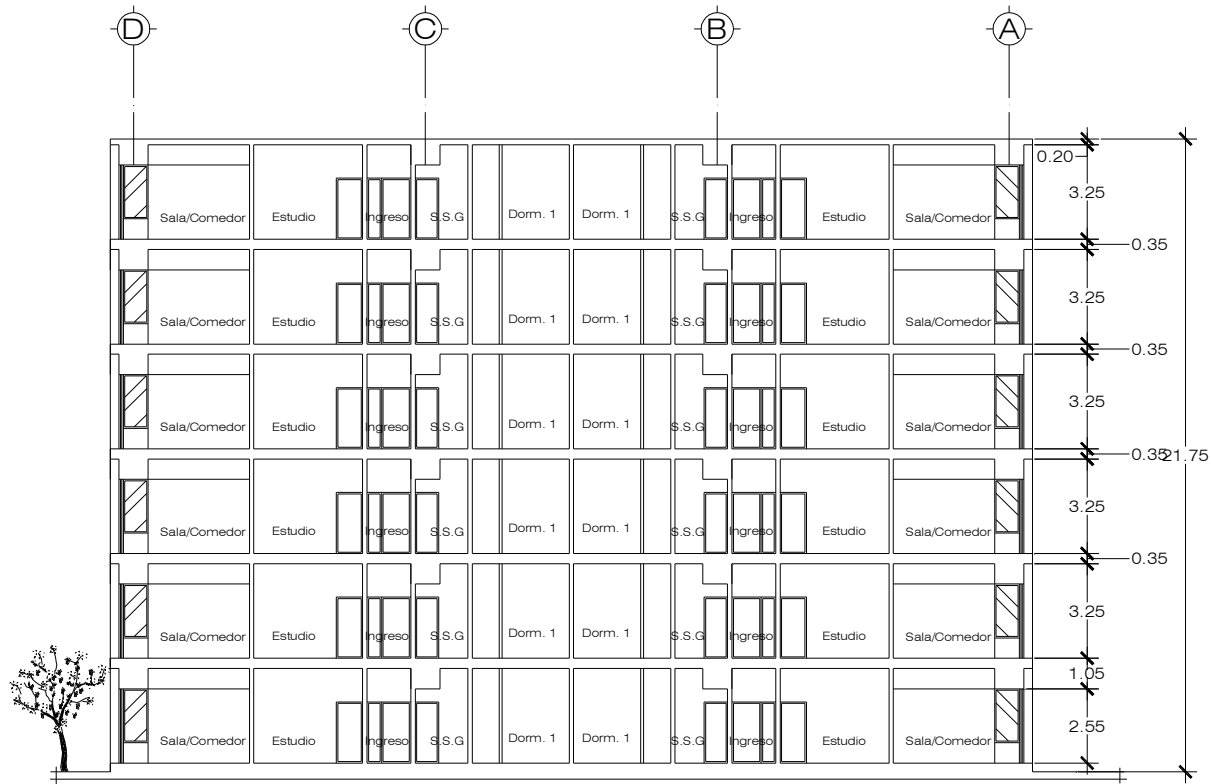 D C B A
0.20
3.25
Sala/Comedor Estudio Ingreso S.S.G Dorm. 1 Dorm. 1 S.S.G Ingreso Estudio Sala/Comedor
0.35
3.25
Sala/Comedor Estudio Ingreso S.S.G Dorm. 1 Dorm. 1 S.S.G Ingreso Estudio Sala/Comedor
0.35
3.25
Sala/Comedor Estudio Ingreso S.S.G Dorm. 1 Dorm. 1 S.S.G Ingreso Estudio Sala/Comedor
0.35 21.75
3.25
Sala/Comedor Estudio Ingreso S.S.G Dorm. 1 Dorm. 1 S.S.G Ingreso Estudio Sala/Comedor
0.35
3.25
Sala/Comedor Estudio Ingreso S.S.G Dorm. 1 Dorm. 1 S.S.G Ingreso Estudio Sala/Comedor
1.05
2.55
Sala/Comedor Estudio Ingreso S.S.G Dorm. 1 Dorm. 1 S.S.G Ingreso Estudio Sala/Comedor